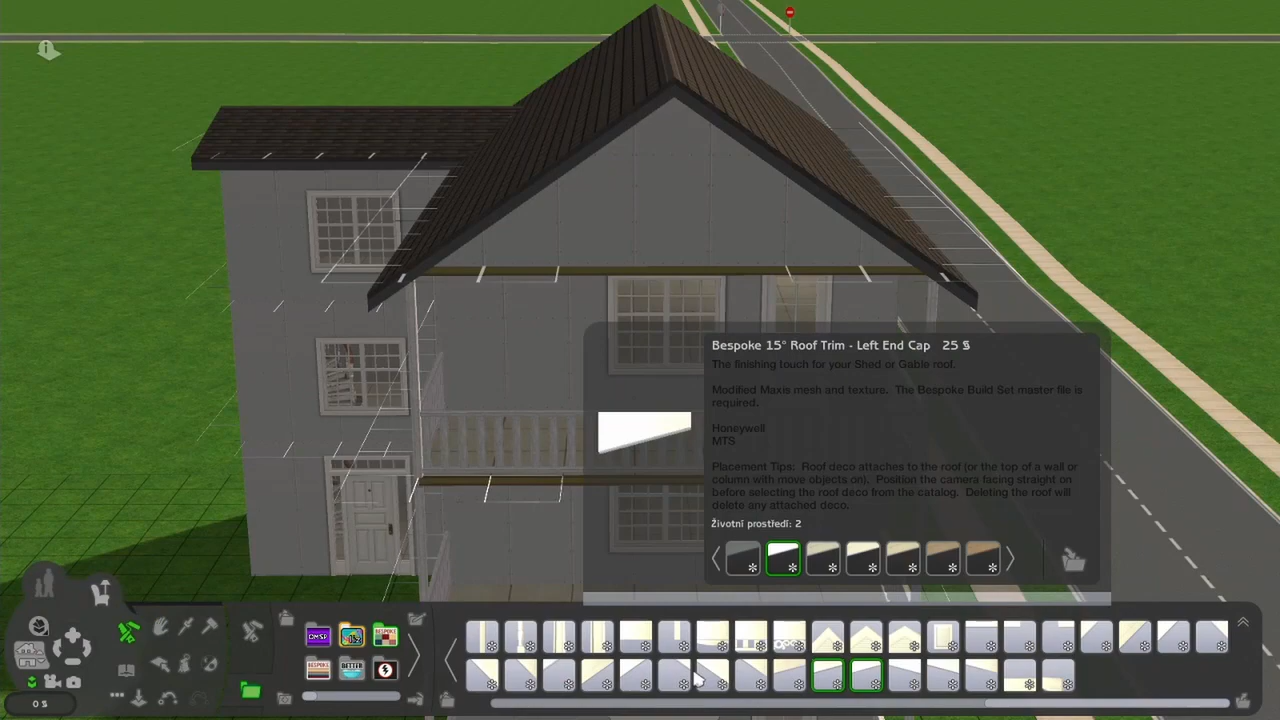 Bespoke 15° Roof Trim - Left End Cap 25 §
The finishing touch for your Shed or Gable roof.
Modified Maxis mesh and texture. The Bespoke Build Set master file is
required.
Honeywell
MTS
Placement Tips: Roof deco attaches to the roof (or the top of a wall or
column with move objects on). Position the camera facing straight on
before selecting the roof deco from the catalog. Deleting the roof will
delete any attached deco.
Životní prostředí: 2
OMSP
BESPOKE
BESPOKE
BETTER
0 §